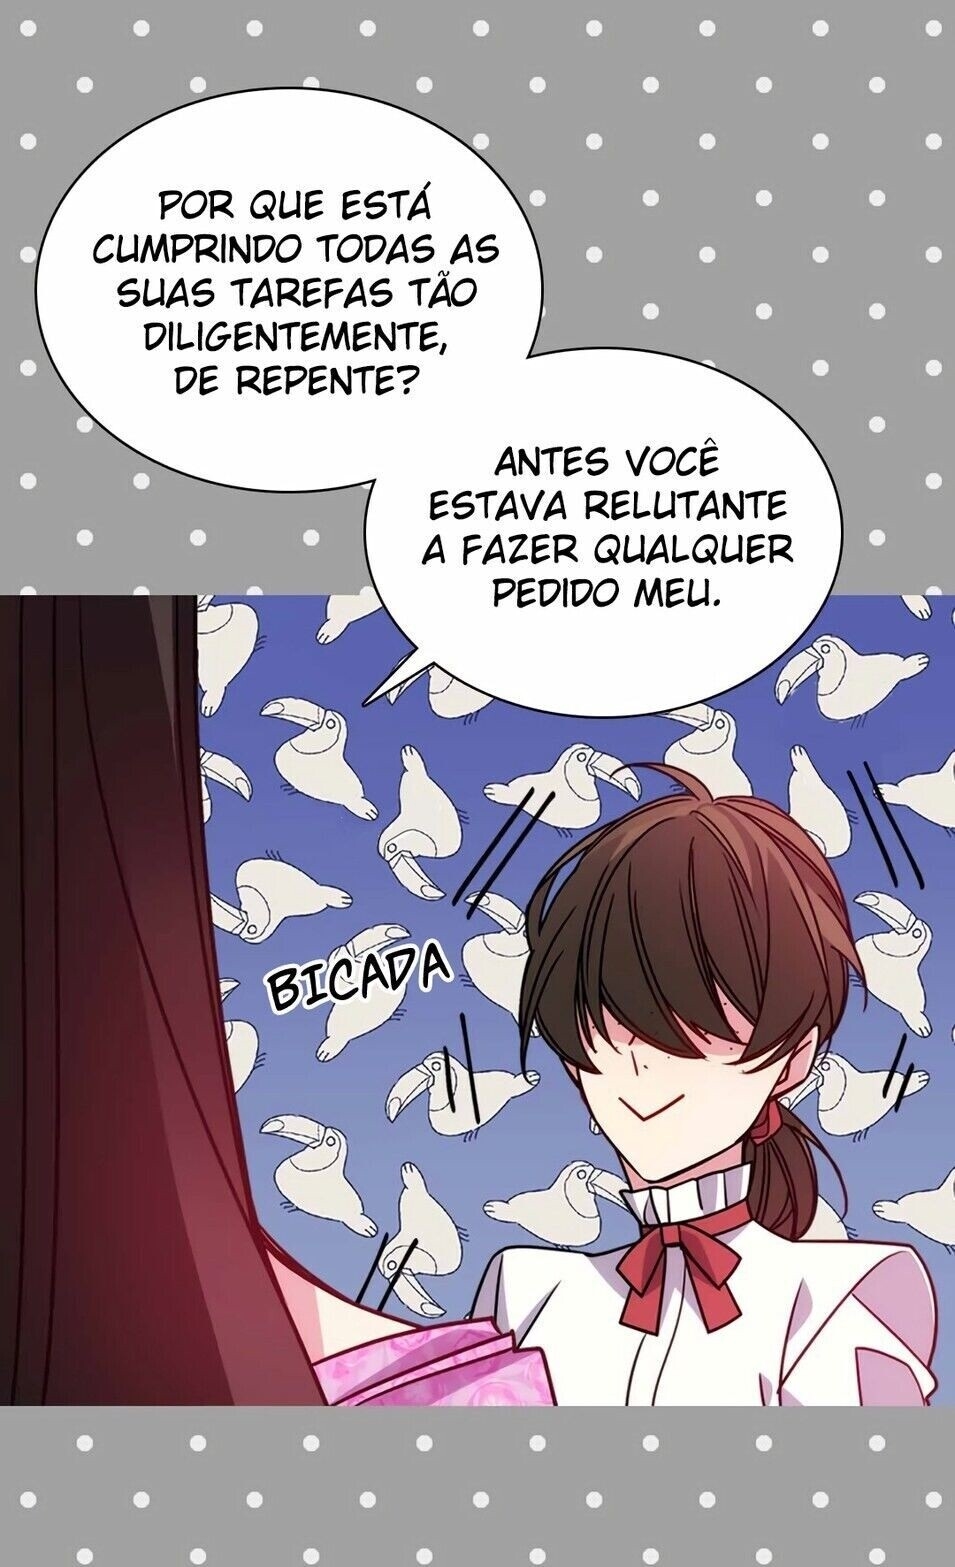 POR QUE ESTÁ
CUMPRINDO TODAS AS
SUAS TAREFAS TÃO
DILIGENTEMENTE,
DE REPENTE?
ANTES VOCÊ
ESTAVA RELUTANTE
A FAZER QUALQUER
PEDIDO MEU.
BICADA